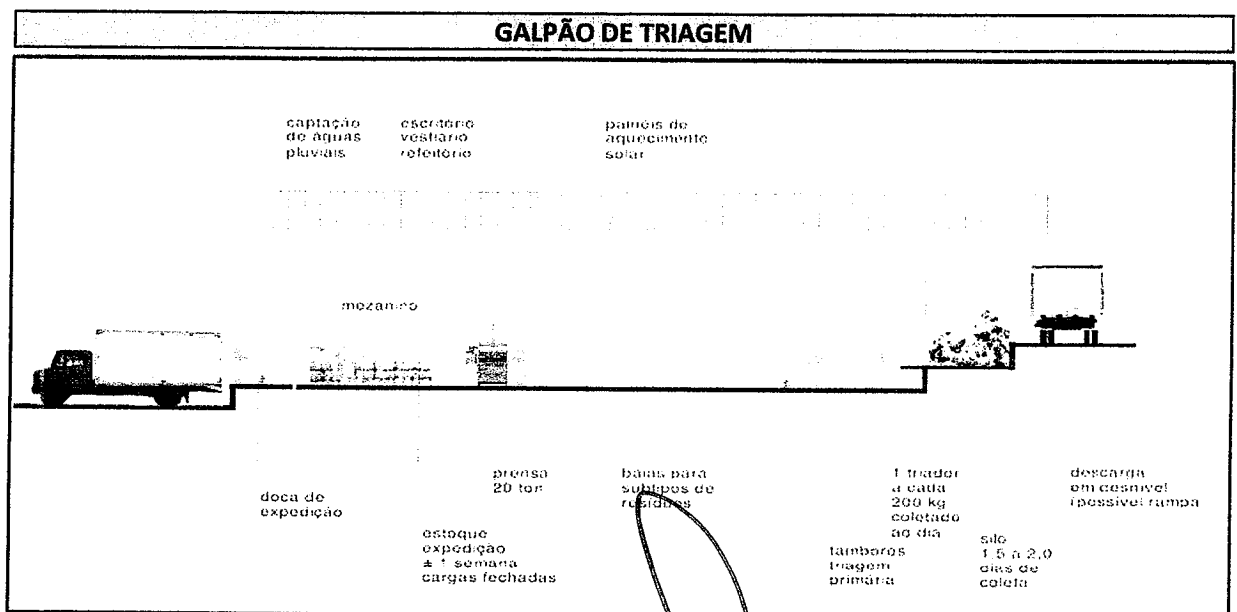 GALPÃO DE TRIAGEM
captação
de águas
pluviais
escritório
vestiário
refeitório
painéis de
aquecimento
solar
mezanino
doca de
expedição
estoque
expedição
± 1 semana
cargas fechadas
prensa
20 ton
baias para
subtipos de
resíduos
tambores
triagem
primária
1 triador
a cada
200 kg
coletado
ao dia
silo
1,5 a 2,0
dias de
coleta
descarga
em desnível
(possível rampa